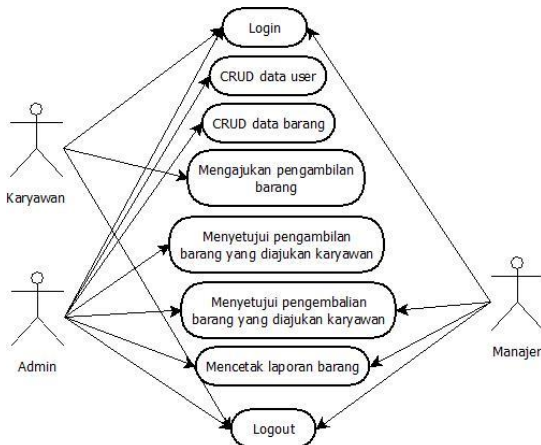 Login
CRUD data user
CRUD data barang
Karyawan
Mengajukan pengambilan
barang
Menyetujui pengambilan
barang yang diajukan karyawan
Menyetujui pengembalian
barang yang diajukan karyawan
Admin
Manajer
Mencetak laporan barang
Logout